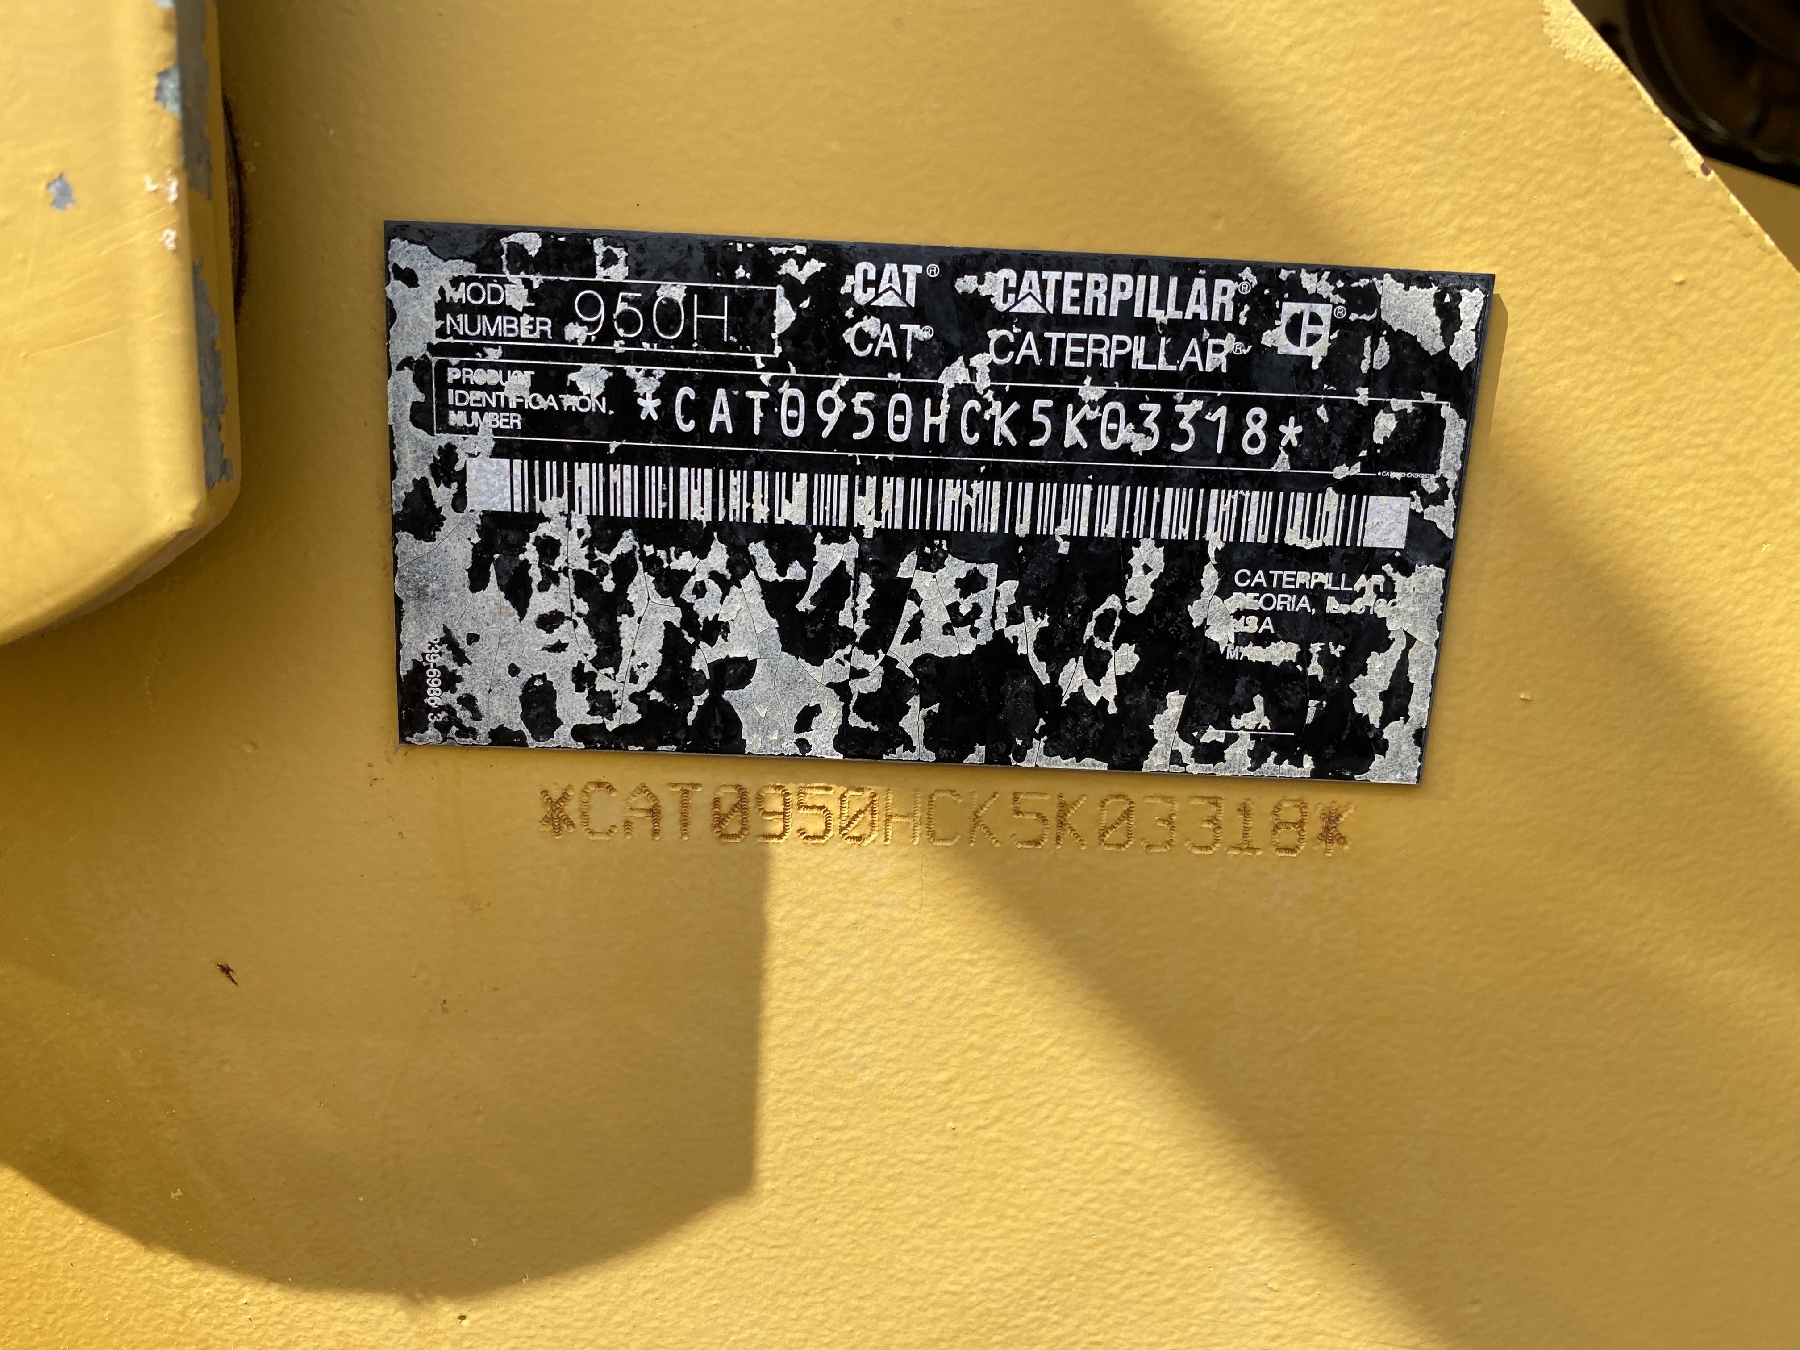 MODEL
NUMBER 950H
CAT® CATERPILLAR®
CAT® CATERPILLAR®
PRODUCT
IDENTIFICATION
NUMBER
*CAT0950HCK5K03318*
CATERPILLAR
PEORIA,
USA
*CAT0950HCK5K03318*